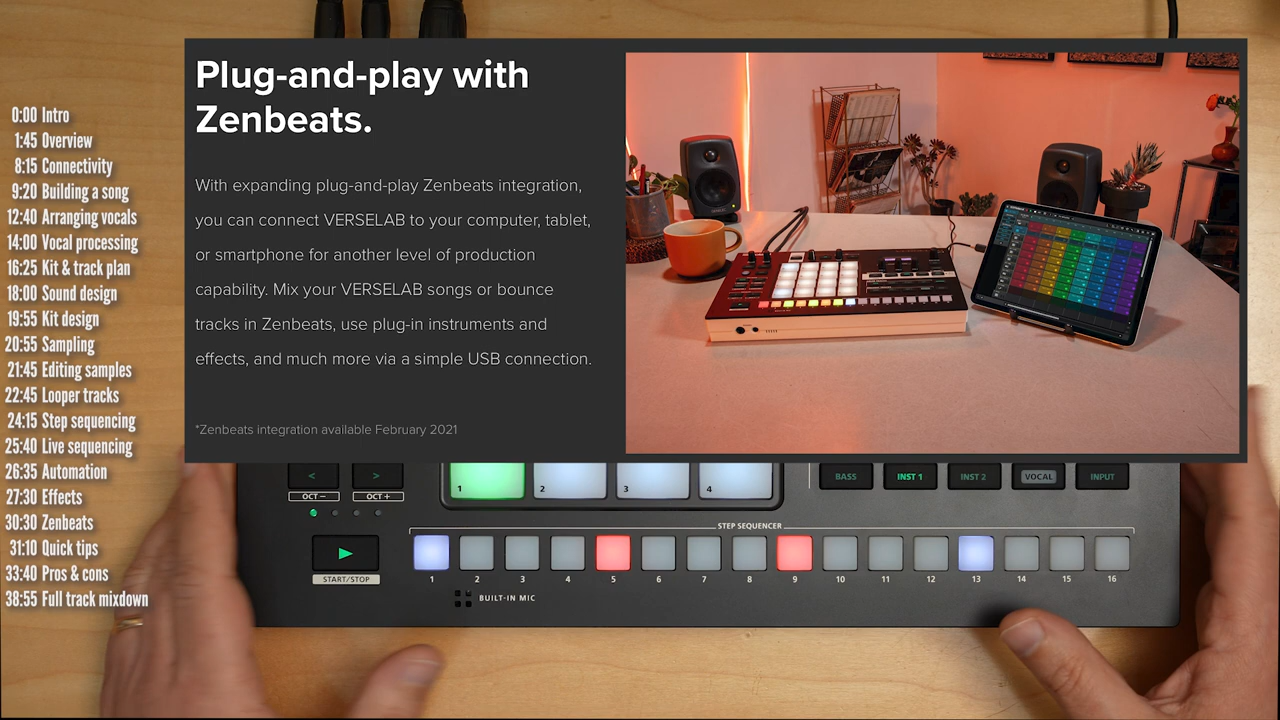 Plug-and-play with
Zenbeats.
With expanding plug-and-play Zenbeats integration,
you can connect VERSELAB to your computer, tablet,
or smartphone for another level of production
capability. Mix your VERSELAB songs or bounce
tracks in Zenbeats, use plug-in instruments and
effects, and much more via a simple USB connection.
*Zenbeats integration available February 2021
0:00 Intro
1:45 Overview
8:15 Connectivity
9:20 Building a song
12:40 Arranging vocals
14:00 Vocal processing
16:25 Kit & track plan
18:00 Sound design
19:55 Kit design
20:55 Sampling
21:45 Editing samples
22:45 Looper tracks
24:15 Step sequencing
25:40 Live sequencing
26:35 Automation
27:30 Effects
30:30 Zenbeats
31:10 Quick tips
33:40 Pros & cons
38:55 Full track mixdown
< >
OCT − OCT +
1 2 3 4
BASS INST 1 INST 2 VOCAL INPUT
STEP SEQUENCER
START/STOP
1 2 3 4 5 6 7 8 9 10 11 12 13 14 15 16
BUILT-IN MIC